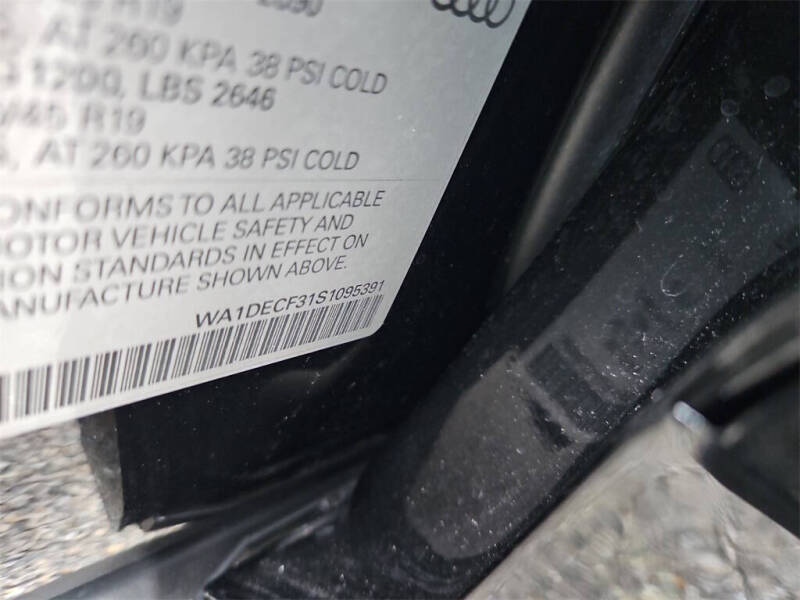 R19
AT 260 KPA 38 PSI COLD
1200, LBS 2646
R19
, AT 260 KPA 38 PSI COLD
ONFORMS TO ALL APPLICABLE
OTOR VEHICLE SAFETY AND
ION STANDARDS IN EFFECT ON
ANUFACTURE SHOWN ABOVE.
WA1DECF31S1095391